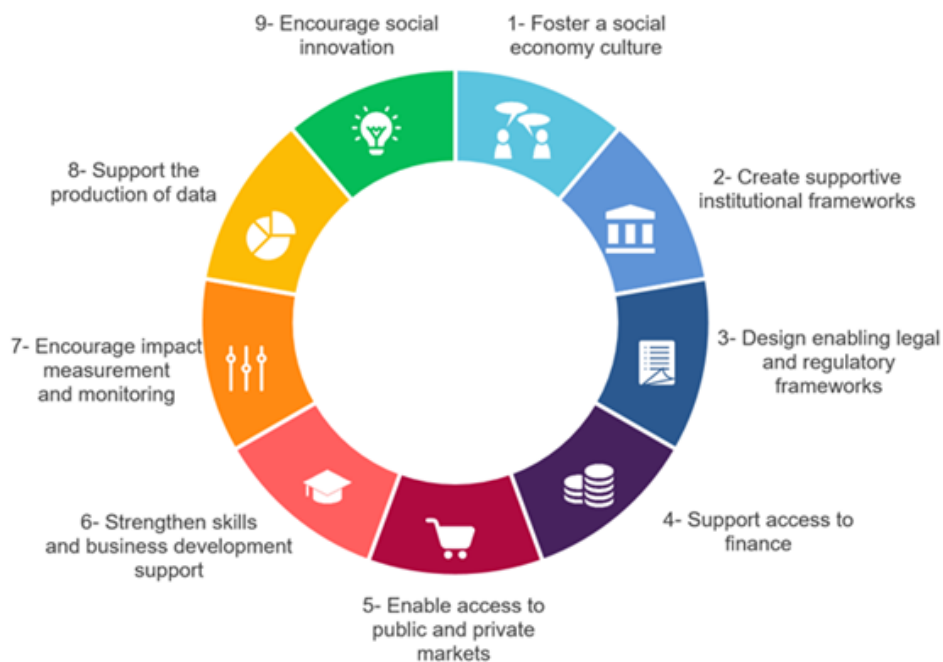 1- Foster a social
economy culture
2- Create supportive
institutional frameworks
3- Design enabling legal
and regulatory
frameworks
4- Support access to
finance
5- Enable access to
public and private
markets
6- Strengthen skills
and business development
support
7- Encourage impact
measurement
and monitoring
8- Support the
production of data
9- Encourage social
innovation